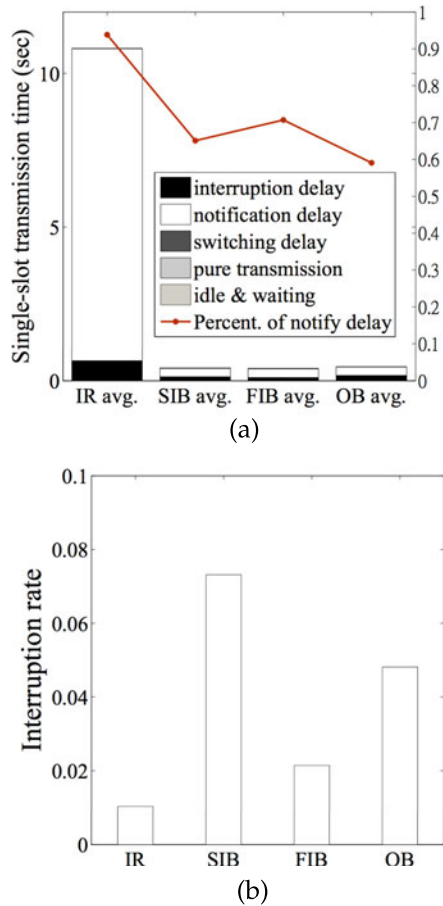 Single-slot transmission time (sec)
10
5
0
1
0.9
0.8
0.7
0.6
0.5
0.4
0.3
0.2
0.1
0
interruption delay
notification delay
switching delay
pure transmission
idle & waiting
Percent. of notify delay
IR avg. SIB avg. FIB avg. OB avg.
(a)
Interruption rate
0.1
0.08
0.06
0.04
0.02
0
IR SIB FIB OB
(b)